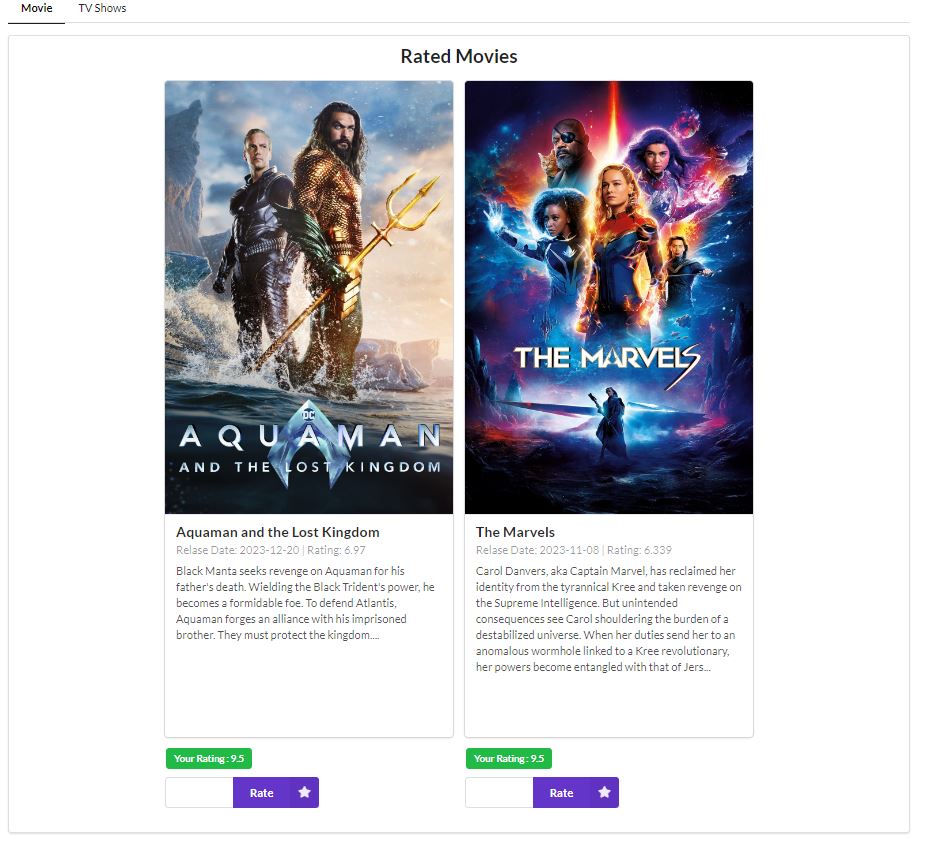 Movie TV Shows
Rated Movies
DC
AQUAMAN
AND THE LOST KINGDOM
THE MARVELS
Aquaman and the Lost Kingdom
Relase Date: 2023-12-20 | Rating: 6.97
Black Manta seeks revenge on Aquaman for his
father's death. Wielding the Black Trident's power, he
becomes a formidable foe. To defend Atlantis,
Aquaman forges an alliance with his imprisoned
brother. They must protect the kingdom....
Your Rating : 9.5
Rate
The Marvels
Relase Date: 2023-11-08 | Rating: 6.339
Carol Danvers, aka Captain Marvel, has reclaimed her
identity from the tyrannical Kree and taken revenge on
the Supreme Intelligence. But unintended
consequences see Carol shouldering the burden of a
destabilized universe. When her duties send her to an
anomalous wormhole linked to a Kree revolutionary,
her powers become entangled with that of Jers...
Your Rating : 9.5
Rate